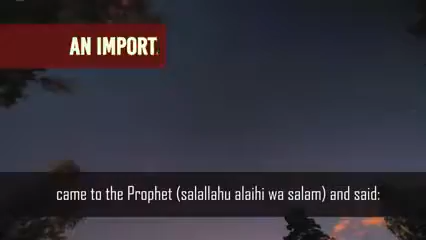 AN IMPORT
came to the Prophet (salallahu alaihi wa salam) and said: